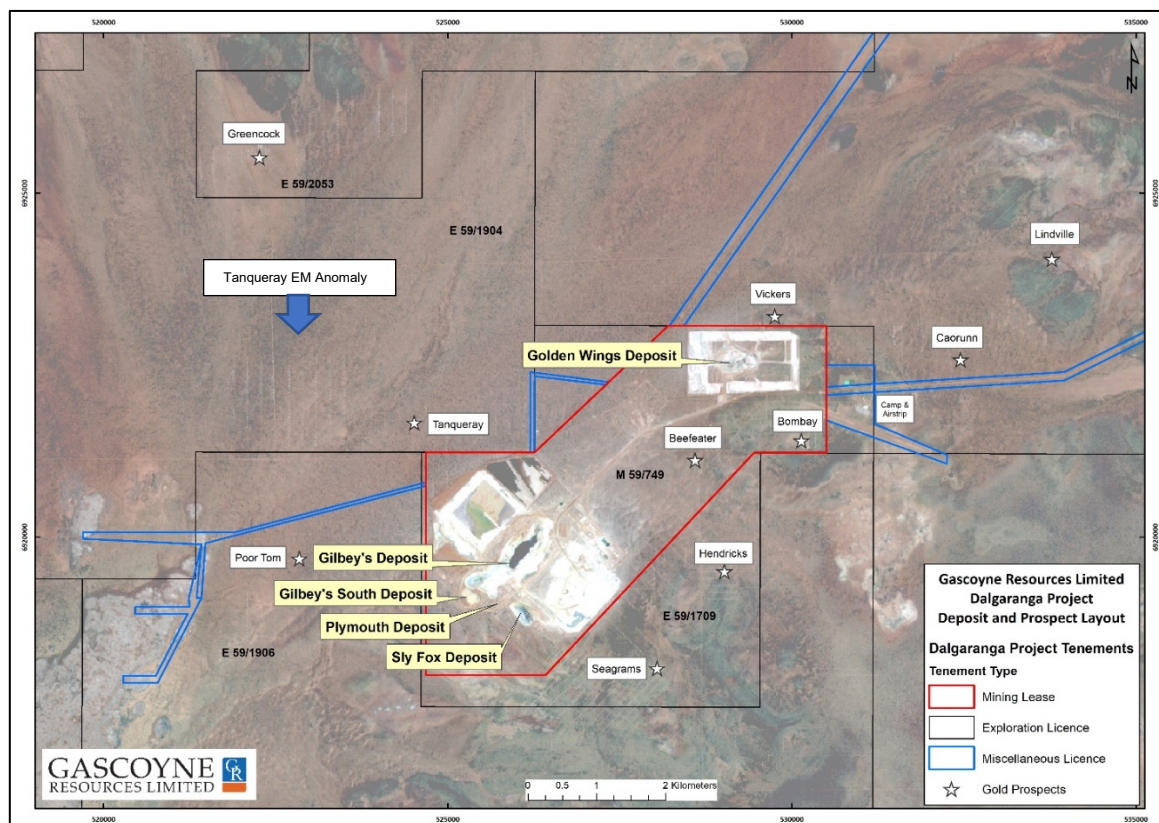 520000
525000
530000
535000
N
Greencock
6925000
6925000
E 59/2053
E 59/1904
Lindville
Tanqueray EM Anomaly
Vickers
Golden Wings Deposit
Caorunn
Camp &
Airstrip
Tanqueray
Bombay
Beefeater
M 59/749
6920000
6920000
Poor Tom
Gilbey's Deposit
Hendricks
Gilbey's South Deposit
Plymouth Deposit
E 59/1709
Sly Fox Deposit
E 59/1906
Seagrams
Gascoyne Resources Limited
Dalgaranga Project
Deposit and Prospect Layout
Dalgaranga Project Tenements
Tenement Type
Mining Lease
Exploration Licence
Miscellaneous Licence
Gold Prospects
GASCOYNE
RESOURCES LIMITED
GR
0 0.5 1 2 Kilometers
520000
525000
530000
535000